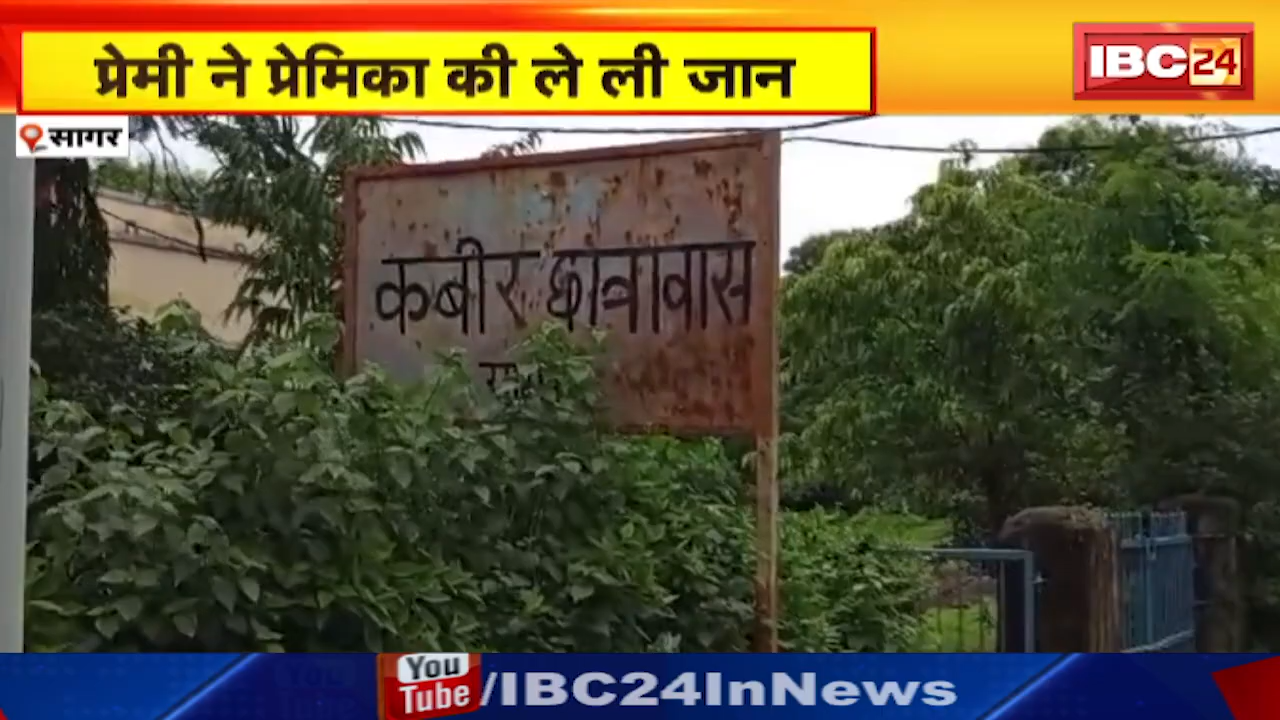 प्रेमी ने प्रेमिका की ले ली जान
IBC24
सागर
कबीर छात्रावास
You
Tube /IBC24InNews